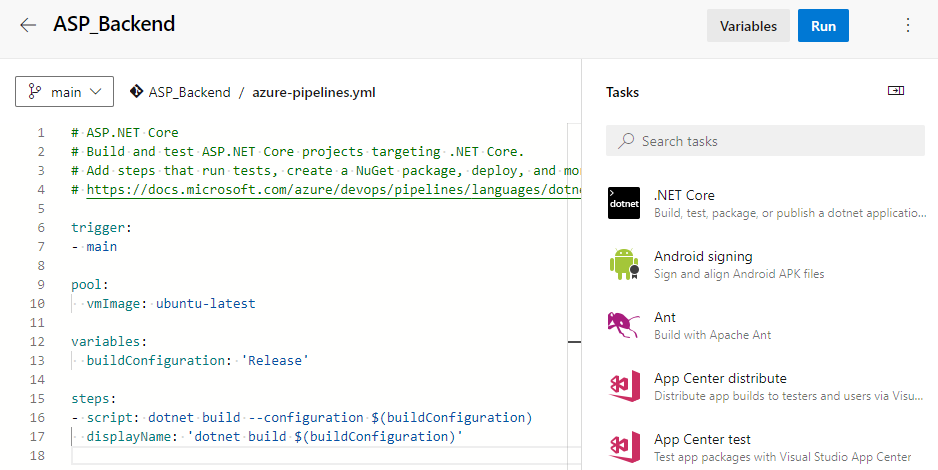 ASP_Backend
Variables
Run
main
ASP_Backend / azure-pipelines.yml
1 # ASP.NET Core
2 # Build and test ASP.NET Core projects targeting .NET Core.
3 # Add steps that run tests, create a NuGet package, deploy, and mo
4 # https://docs.microsoft.com/azure/devops/pipelines/languages/dotne
5
6 trigger:
7 - main
8
9 pool:
10   vmImage: ubuntu-latest
11
12 variables:
13   buildConfiguration: 'Release'
14
15 steps:
16 - script: dotnet build --configuration $(buildConfiguration)
17   displayName: 'dotnet build $(buildConfiguration)'
18
Tasks
Search tasks
dotnet
.NET Core
Build, test, package, or publish a dotnet applicatio...
Android signing
Sign and align Android APK files
Ant
Build with Apache Ant
App Center distribute
Distribute app builds to testers and users via Visu...
App Center test
Test app packages with Visual Studio App Center